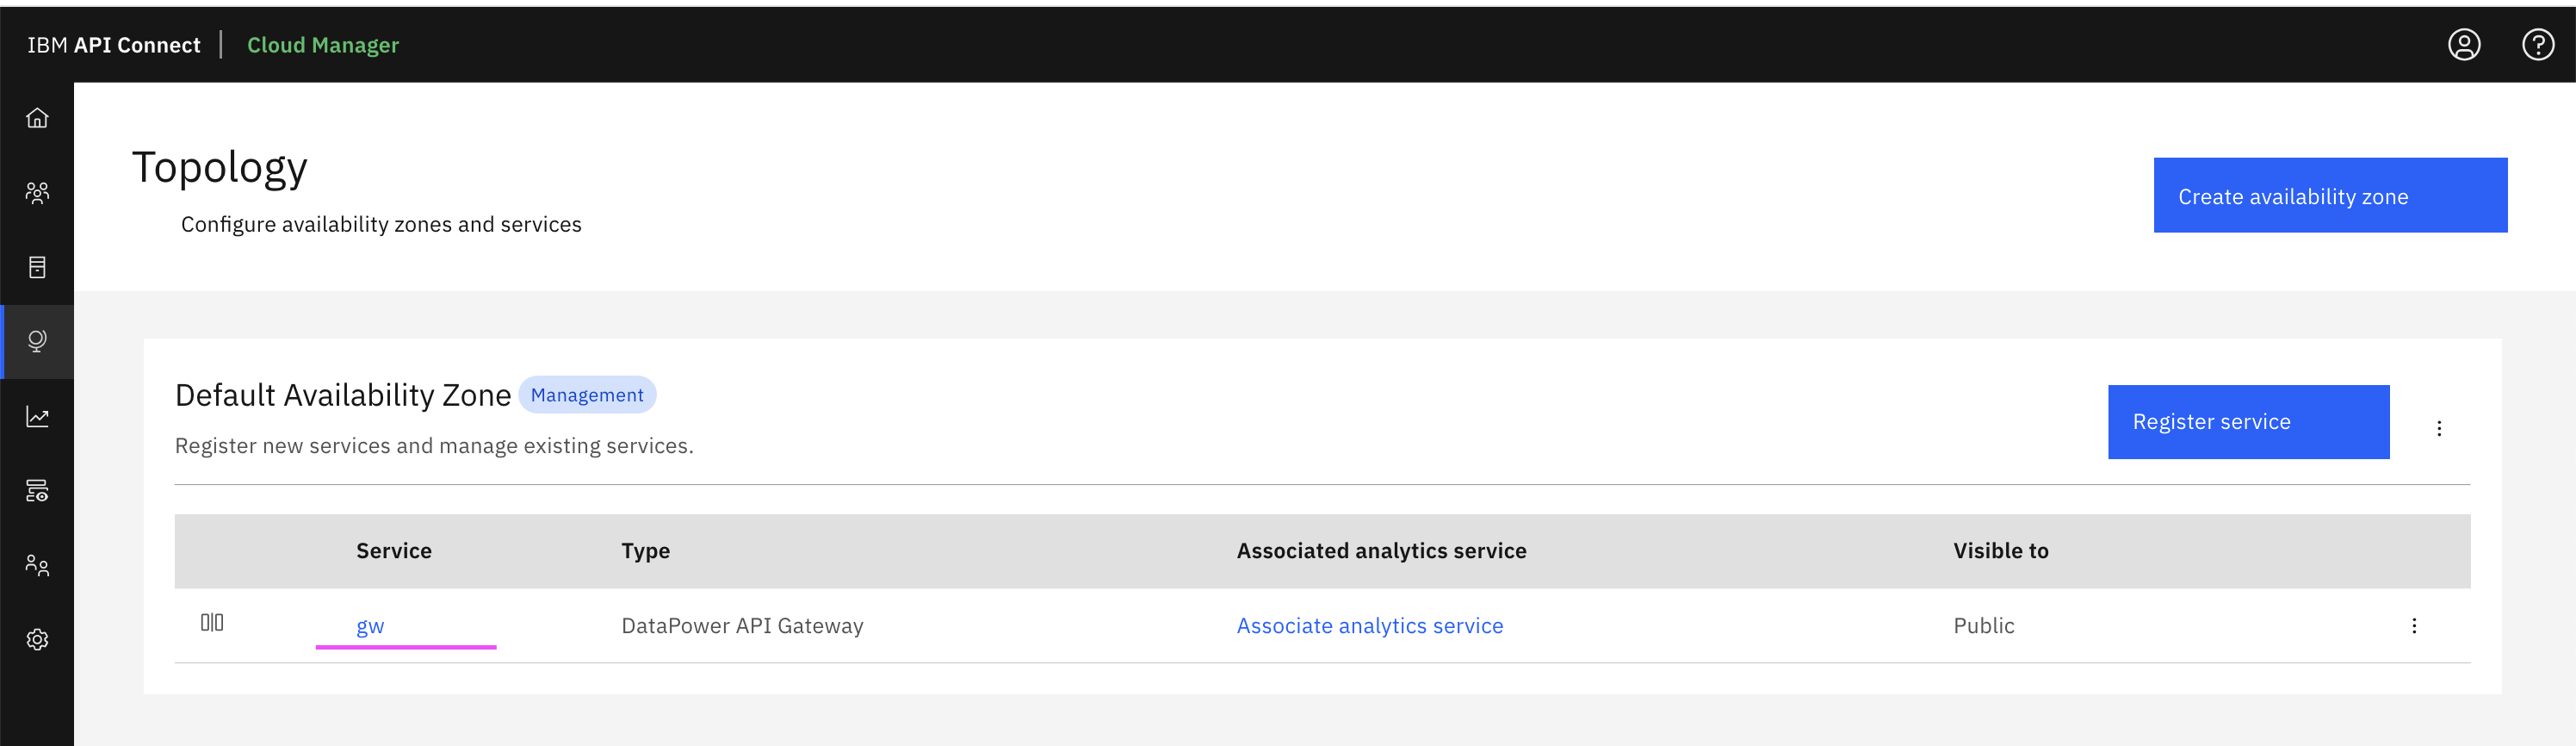 IBM API Connect | Cloud Manager
Topology
Configure availability zones and services
Create availability zone
Default Availability Zone Management
Register new services and manage existing services.
Register service
Service Type Associated analytics service Visible to
gw DataPower API Gateway Associate analytics service Public